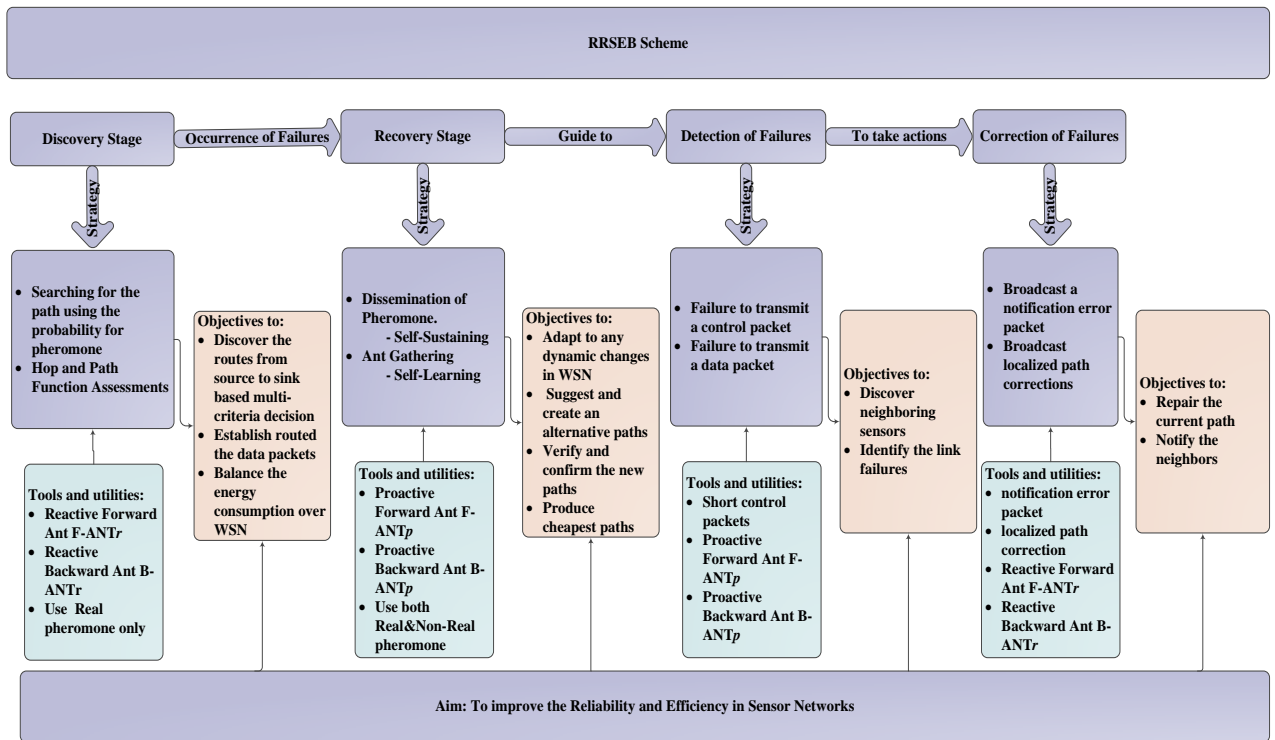 RRSEB Scheme
Discovery Stage
Occurrence of Failures
Recovery Stage
Guide to
Detection of Failures
To take actions
Correction of Failures
Strategy
Strategy
Strategy
Strategy
• Searching for the
path using the
probability for
pheromone
• Hop and Path
Function Assessments
Objectives to:
• Discover the
routes from
source to sink
based multi-
criteria decision
• Establish routed
the data packets
• Balance the
energy
consumption over
WSN
Tools and utilities:
• Reactive Forward
Ant F-ANTr
• Reactive
Backward Ant B-
ANTr
• Use Real
pheromone only
• Dissemination of
Pheromone.
- Self-Sustaining
• Ant Gathering
- Self-Learning
Objectives to:
• Adapt to any
dynamic changes
in WSN
• Suggest and
create an
alternative paths
• Verify and
confirm the new
paths
• Produce
cheapest paths
Tools and utilities:
• Proactive
Forward Ant F-
ANTp
• Proactive
Backward Ant B-
ANTp
• Use both
Real&Non-Real
pheromone
• Failure to transmit
a control packet
• Failure to transmit
a data packet
Objectives to:
• Discover
neighboring
sensors
• Identify the link
failures
Tools and utilities:
• Short control
packets
• Proactive
Forward Ant F-
ANTp
• Proactive
Backward Ant B-
ANTp
• Broadcast a
notification error
packet
• Broadcast
localized path
corrections
Objectives to:
• Repair the
current path
• Notify the
neighbors
Tools and utilities:
• notification error
packet
• localized path
correction
• Reactive Forward
Ant F-ANTr
• Reactive
Backward Ant B-
ANTr
Aim: To improve the Reliability and Efficiency in Sensor Networks